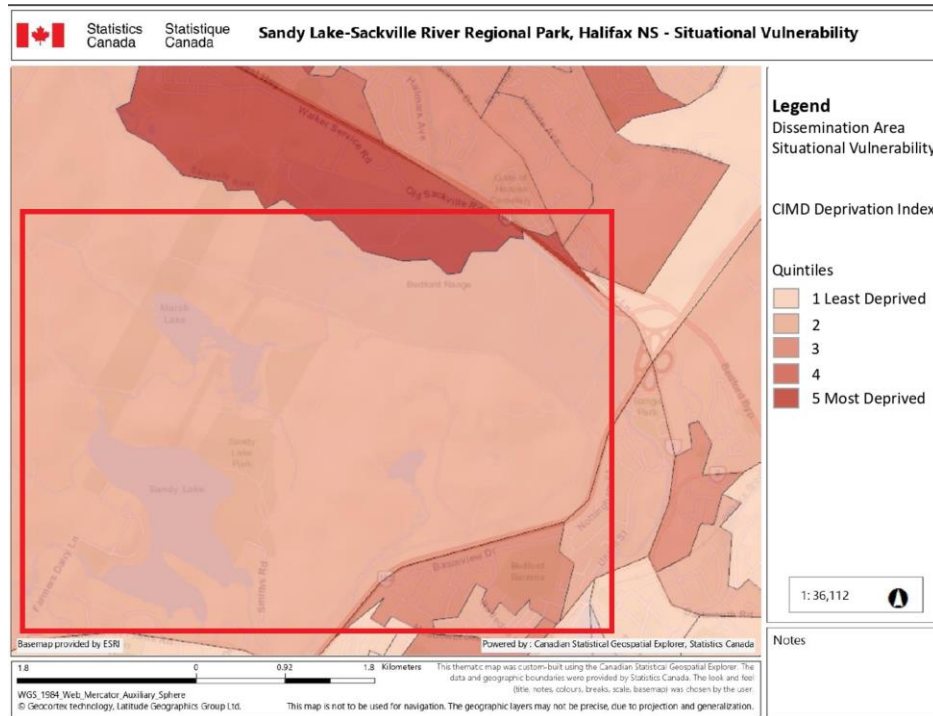 Statistics
Canada
Statistique
Canada
Sandy Lake-Sackville River Regional Park, Halifax NS - Situational Vulnerability
Walker Service Rd
Old Sackville Rd
Bedford Range
Marsh
Lake
Sandy
Lake
Park
Sandy Lake
Farmers Dairy Ln
Smiths Rd
Basinview Dr
Range
Park
Legend
Dissemination Area
Situational Vulnerability
CIMD Deprivation Index
Quintiles
1 Least Deprived
2
3
4
5 Most Deprived
1: 36,112
Notes
Basemap provided by ESRI
Powered by : Canadian Statistical Geospatial Explorer, Statistics Canada
1.8 0 0.92 1.8 Kilometers
WGS_1984_Web_Mercator_Auxiliary_Sphere
© Geocortex technology, Latitude Geographics Group Ltd.
This thematic map was custom-built using the Canadian Statistical Geospatial Explorer. The
data and geographic boundaries were provided by Statistics Canada. The look and feel
(title, notes, colours, breaks, scale, basemap) was chosen by the user.
This map is not to be used for navigation. The geographic layers may not be precise, due to projection and generalization.